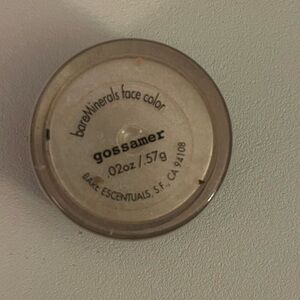 bareMinerals face color
gossamer
.02oz/.57g
BARE ESCENTUALS, S.F., CA 94108